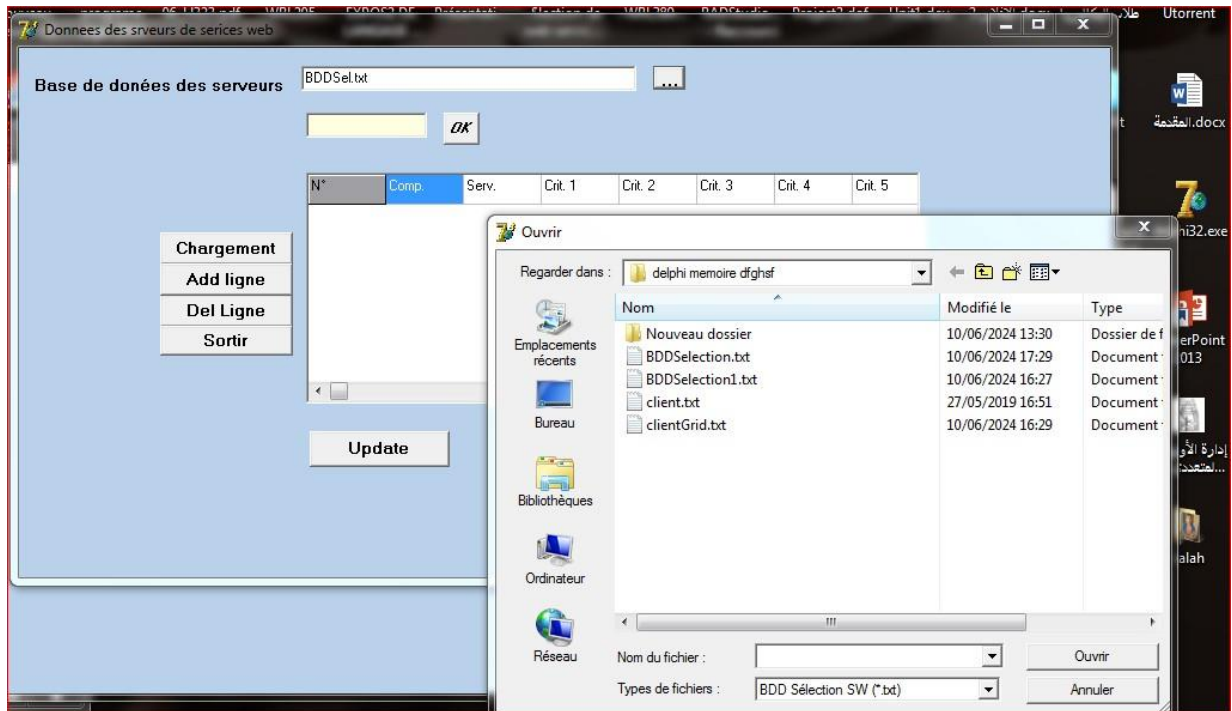 Utorrent
Donnees des srveurs de serices web
Base de donées des serveurs
BDDSel.txt
...
OK
المقدمة.docx
N° Comp. Serv. Crit. 1 Crit. 2 Crit. 3 Crit. 4 Crit. 5
Chargement
Add ligne
Del Ligne
Sortir
Update
Ouvrir
hi32.exe
Regarder dans :
delphi memoire dfghsf
Nom Modifié le Type
Nouveau dossier 10/06/2024 13:30 Dossier de f
BDDSelection.txt 10/06/2024 17:29 Document
BDDSelection1.txt 10/06/2024 16:27 Document
client.txt 27/05/2019 16:51 Document
clientGrid.txt 10/06/2024 16:29 Document
Emplacements
récents
Bureau
Bibliothèques
Ordinateur
Réseau
erPoint
013
إدارة الأو
...لمتعدد
alah
Nom du fichier :
Ouvrir
Types de fichiers :
BDD Sélection SW (*.txt)
Annuler